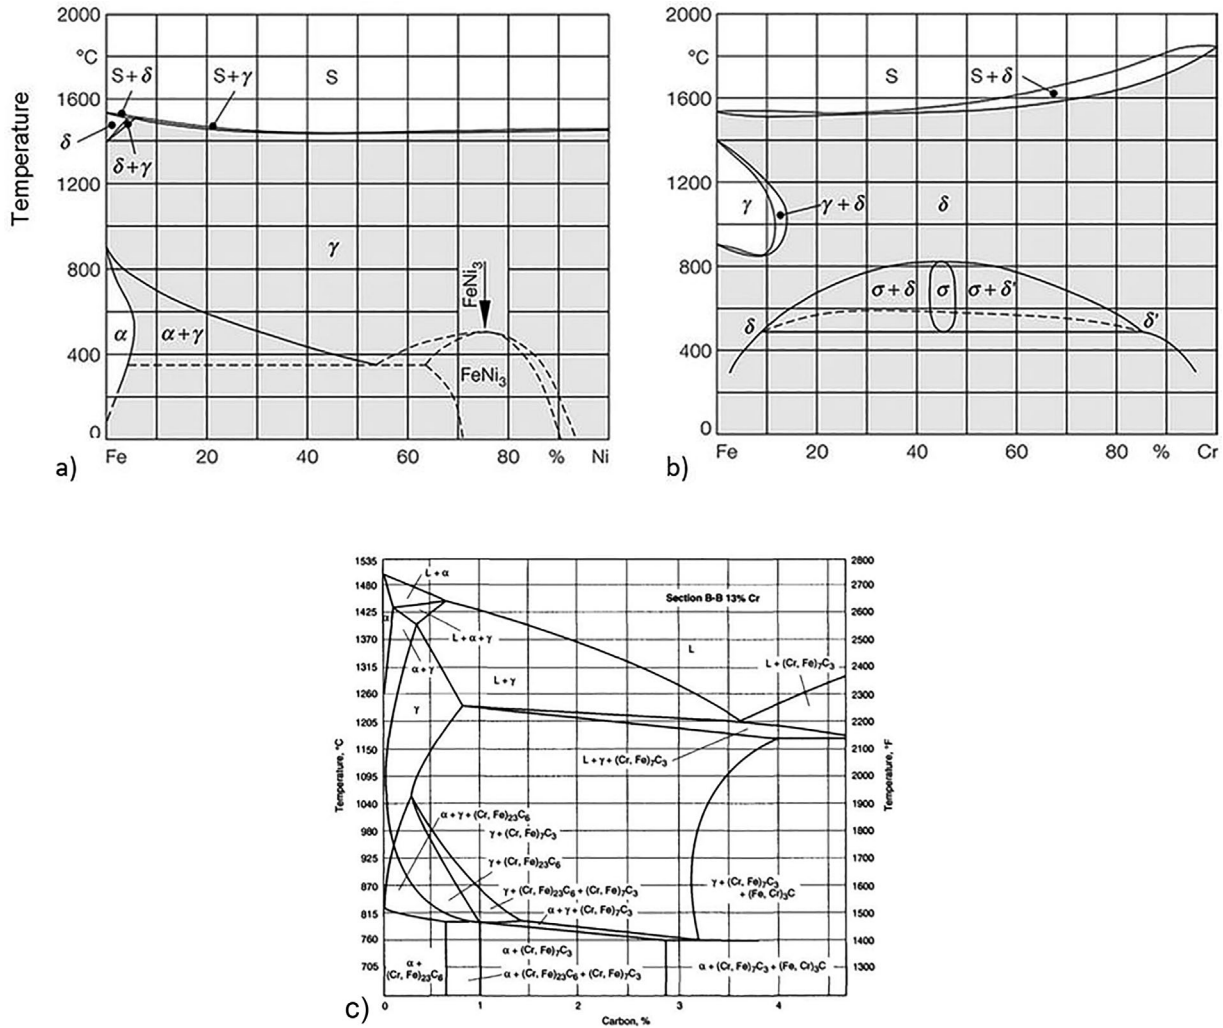 2000
°C
1600
1200
800
400
0
Temperature
S + δ
S + γ
S
δ
δ + γ
γ
FeNi3
α
α + γ
FeNi3
Fe
20
40
60
80
%
Ni
a)
2000
°C
1600
1200
800
400
0
S
S + δ
γ
γ + δ
δ
σ + δ
σ
σ + δ'
δ
δ'
Fe
20
40
60
80
%
Cr
b)
1535
1480
1425
1370
1315
1260
1205
1150
1095
1040
980
925
870
815
760
705
Temperature, °C
2800
2700
2600
2500
2400
2300
2200
2100
2000
1900
1800
1700
1600
1500
1400
1300
Temperature, °F
L + α
Section B-B 13% Cr
α
L + α + γ
L
α + γ
L + (Cr, Fe)7C3
L + γ
γ
L + γ + (Cr, Fe)7C3
α + γ + (Cr, Fe)23C6
γ + (Cr, Fe)7C3
γ + (Cr, Fe)23C6
γ + (Cr, Fe)7C3
+ (Fe, Cr)3C
γ + (Cr, Fe)23C6 + (Cr, Fe)7C3
α + γ + (Cr, Fe)7C3
α + (Cr, Fe)7C3
α +
(Cr, Fe)23C6
α + (Cr, Fe)23C6 + (Cr, Fe)7C3
α + (Cr, Fe)7C3 + (Fe, Cr)3C
0
1
2
3
4
Carbon, %
c)